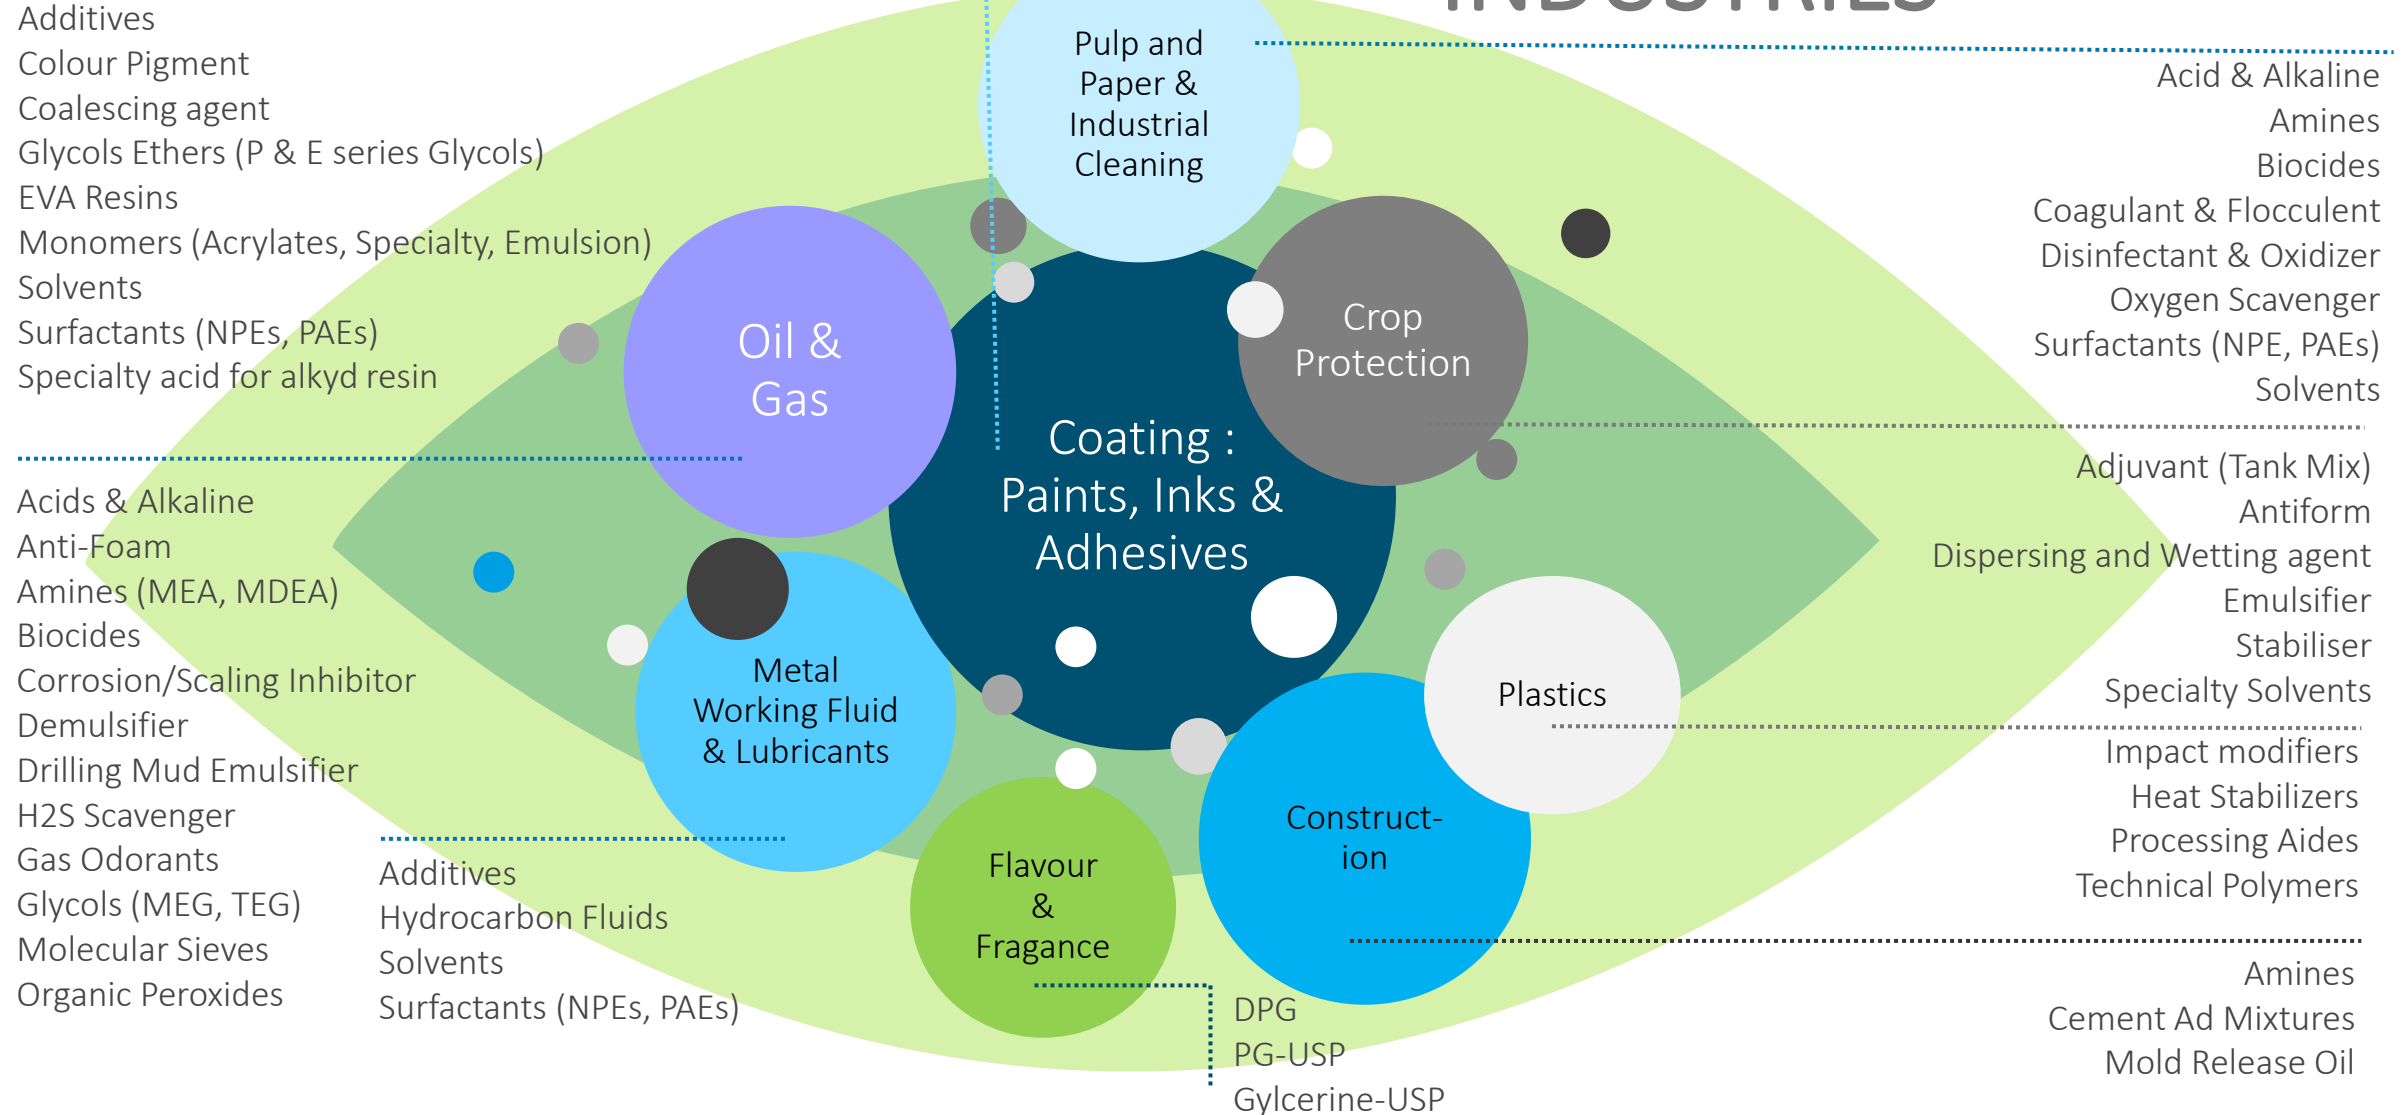 INDUSTRIES
Additives
Colour Pigment
Coalescing agent
Glycols Ethers (P & E series Glycols)
EVA Resins
Monomers (Acrylates, Specialty, Emulsion)
Solvents
Surfactants (NPEs, PAEs)
Specialty acid for alkyd resin
Pulp and
Paper &
Industrial
Cleaning
Acid & Alkaline
Amines
Biocides
Coagulant & Flocculent
Disinfectant & Oxidizer
Oxygen Scavenger
Surfactants (NPE, PAEs)
Solvents
Oil &
Gas
Crop
Protection
Coating :
Paints, Inks &
Adhesives
Acids & Alkaline
Anti-Foam
Amines (MEA, MDEA)
Biocides
Corrosion/Scaling Inhibitor
Demulsifier
Drilling Mud Emulsifier
H2S Scavenger
Gas Odorants
Glycols (MEG, TEG)
Molecular Sieves
Organic Peroxides
Adjuvant (Tank Mix)
Antiform
Dispersing and Wetting agent
Emulsifier
Stabiliser
Specialty Solvents
Metal
Working Fluid
& Lubricants
Plastics
Impact modifiers
Heat Stabilizers
Processing Aides
Technical Polymers
Construct-
ion
Flavour
&
Fragance
Additives
Hydrocarbon Fluids
Solvents
Surfactants (NPEs, PAEs)
DPG
PG-USP
Gylcerine-USP
Amines
Cement Ad Mixtures
Mold Release Oil